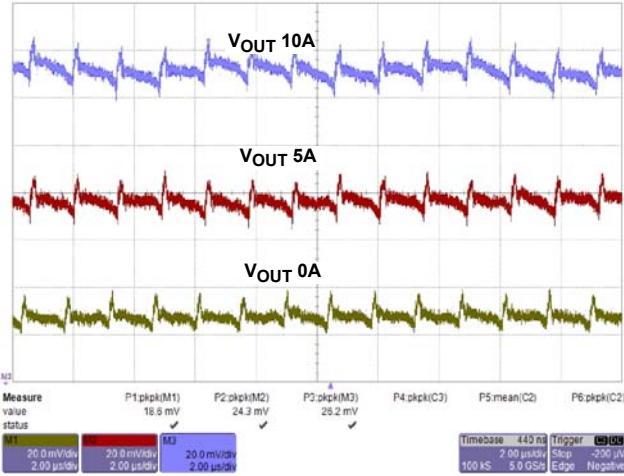 VOUT 10A
VOUT 5A
VOUT 0A
M3
Measure P1:pkpk(M1) P2:pkpk(M2) P3:pkpk(M3) P4:pkpk(C3) P5:mean(C2) P6:pkpk(C2)
value 18.6 mV 24.3 mV 26.2 mV
status ✔ ✔ ✔
M1 M2 M3 Timebase 440 ns Trigger C3 DC
20.0 mV/div 20.0 mV/div 20.0 mV/div 2.00 µs/div Stop -200 µV
2.00 µs/div 2.00 µs/div 2.00 µs/div 100 kS 5.0 GS/s Edge Negative